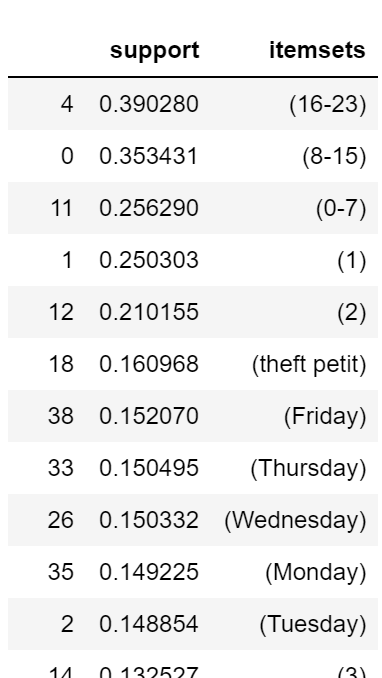 support itemsets
4 0.390280 (16-23)
0 0.353431 (8-15)
11 0.256290 (0-7)
1 0.250303 (1)
12 0.210155 (2)
18 0.160968 (theft petit)
38 0.152070 (Friday)
33 0.150495 (Thursday)
26 0.150332 (Wednesday)
35 0.149225 (Monday)
2 0.148854 (Tuesday)
14 0.132527 (3)